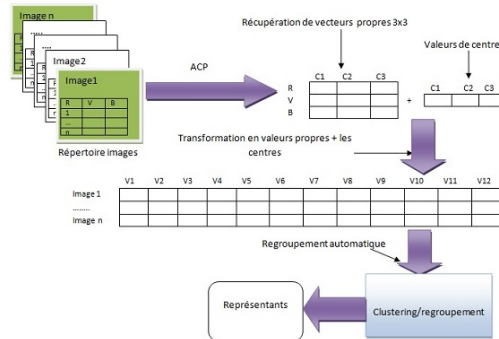 Image n
Image2
Image1
R V B
1
....
n
Répertoire images
ACP
Récupération de vecteurs propres 3x3
Valeurs de centre
C1 C2 C3
R
V
B
+
C1 C2 C3
Transformation en valeurs propres + les
centres
V1 V2 V3 V4 V5 V6 V7 V8 V9 V10 V11 V12
Image 1
........
Image n
Regroupement automatique
Représentants
Clustering/regroupement